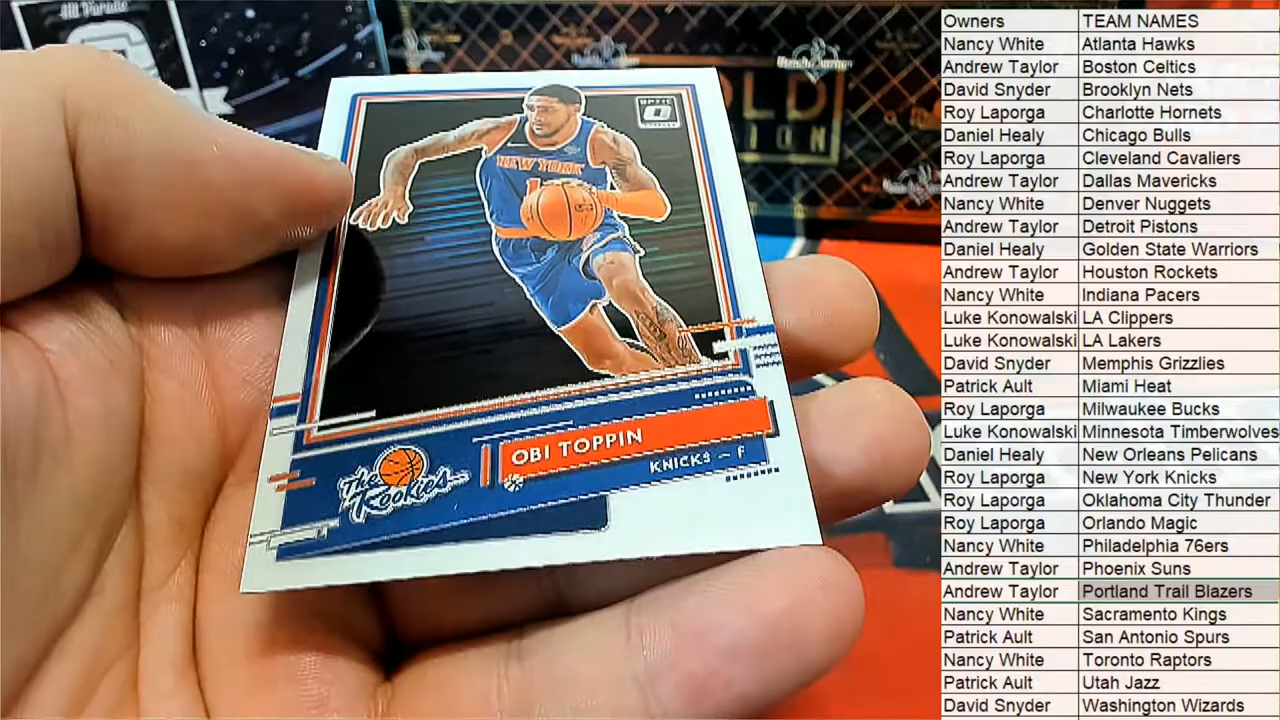 OPTIC
NEW YORK
1
OBI TOPPIN
KNICKS ~ F
The
Rookies
OLD
ION
Owners TEAM NAMES
Nancy White Atlanta Hawks
Andrew Taylor Boston Celtics
David Snyder Brooklyn Nets
Roy Laporga Charlotte Hornets
Daniel Healy Chicago Bulls
Roy Laporga Cleveland Cavaliers
Andrew Taylor Dallas Mavericks
Nancy White Denver Nuggets
Andrew Taylor Detroit Pistons
Daniel Healy Golden State Warriors
Andrew Taylor Houston Rockets
Nancy White Indiana Pacers
Luke Konowalski LA Clippers
Luke Konowalski LA Lakers
David Snyder Memphis Grizzlies
Patrick Ault Miami Heat
Roy Laporga Milwaukee Bucks
Luke Konowalski Minnesota Timberwolves
Daniel Healy New Orleans Pelicans
Roy Laporga New York Knicks
Roy Laporga Oklahoma City Thunder
Roy Laporga Orlando Magic
Nancy White Philadelphia 76ers
Andrew Taylor Phoenix Suns
Andrew Taylor Portland Trail Blazers
Nancy White Sacramento Kings
Patrick Ault San Antonio Spurs
Nancy White Toronto Raptors
Patrick Ault Utah Jazz
David Snyder Washington Wizards